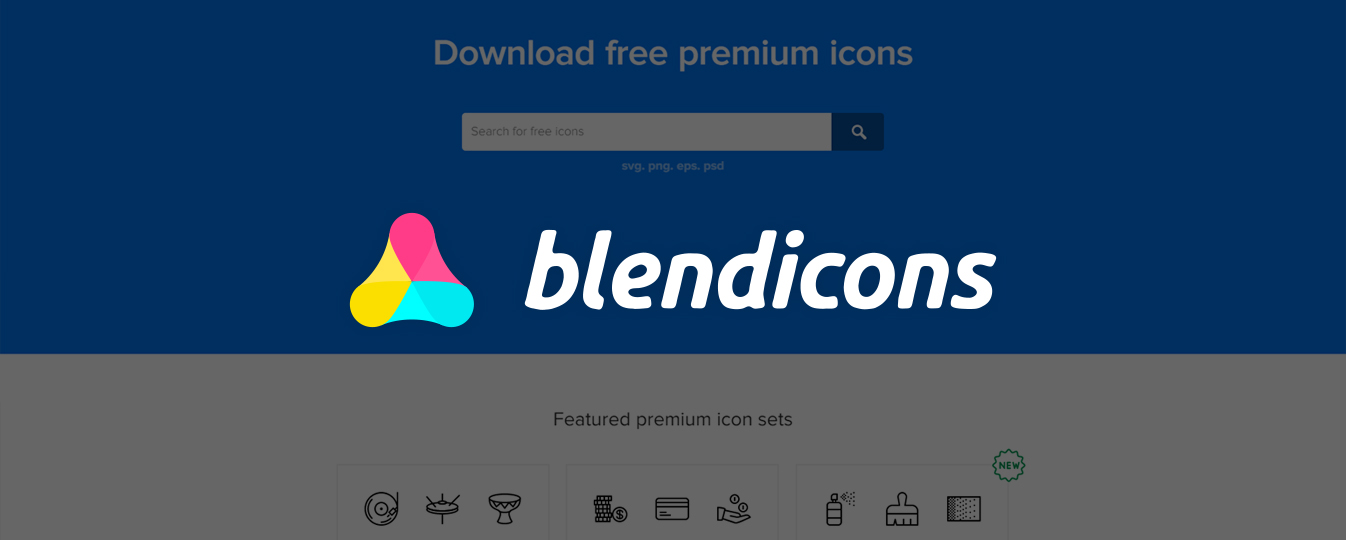 Download free premium icons
Search for free icons
svg. png. eps. psd
blendicons
Featured premium icon sets
NEW